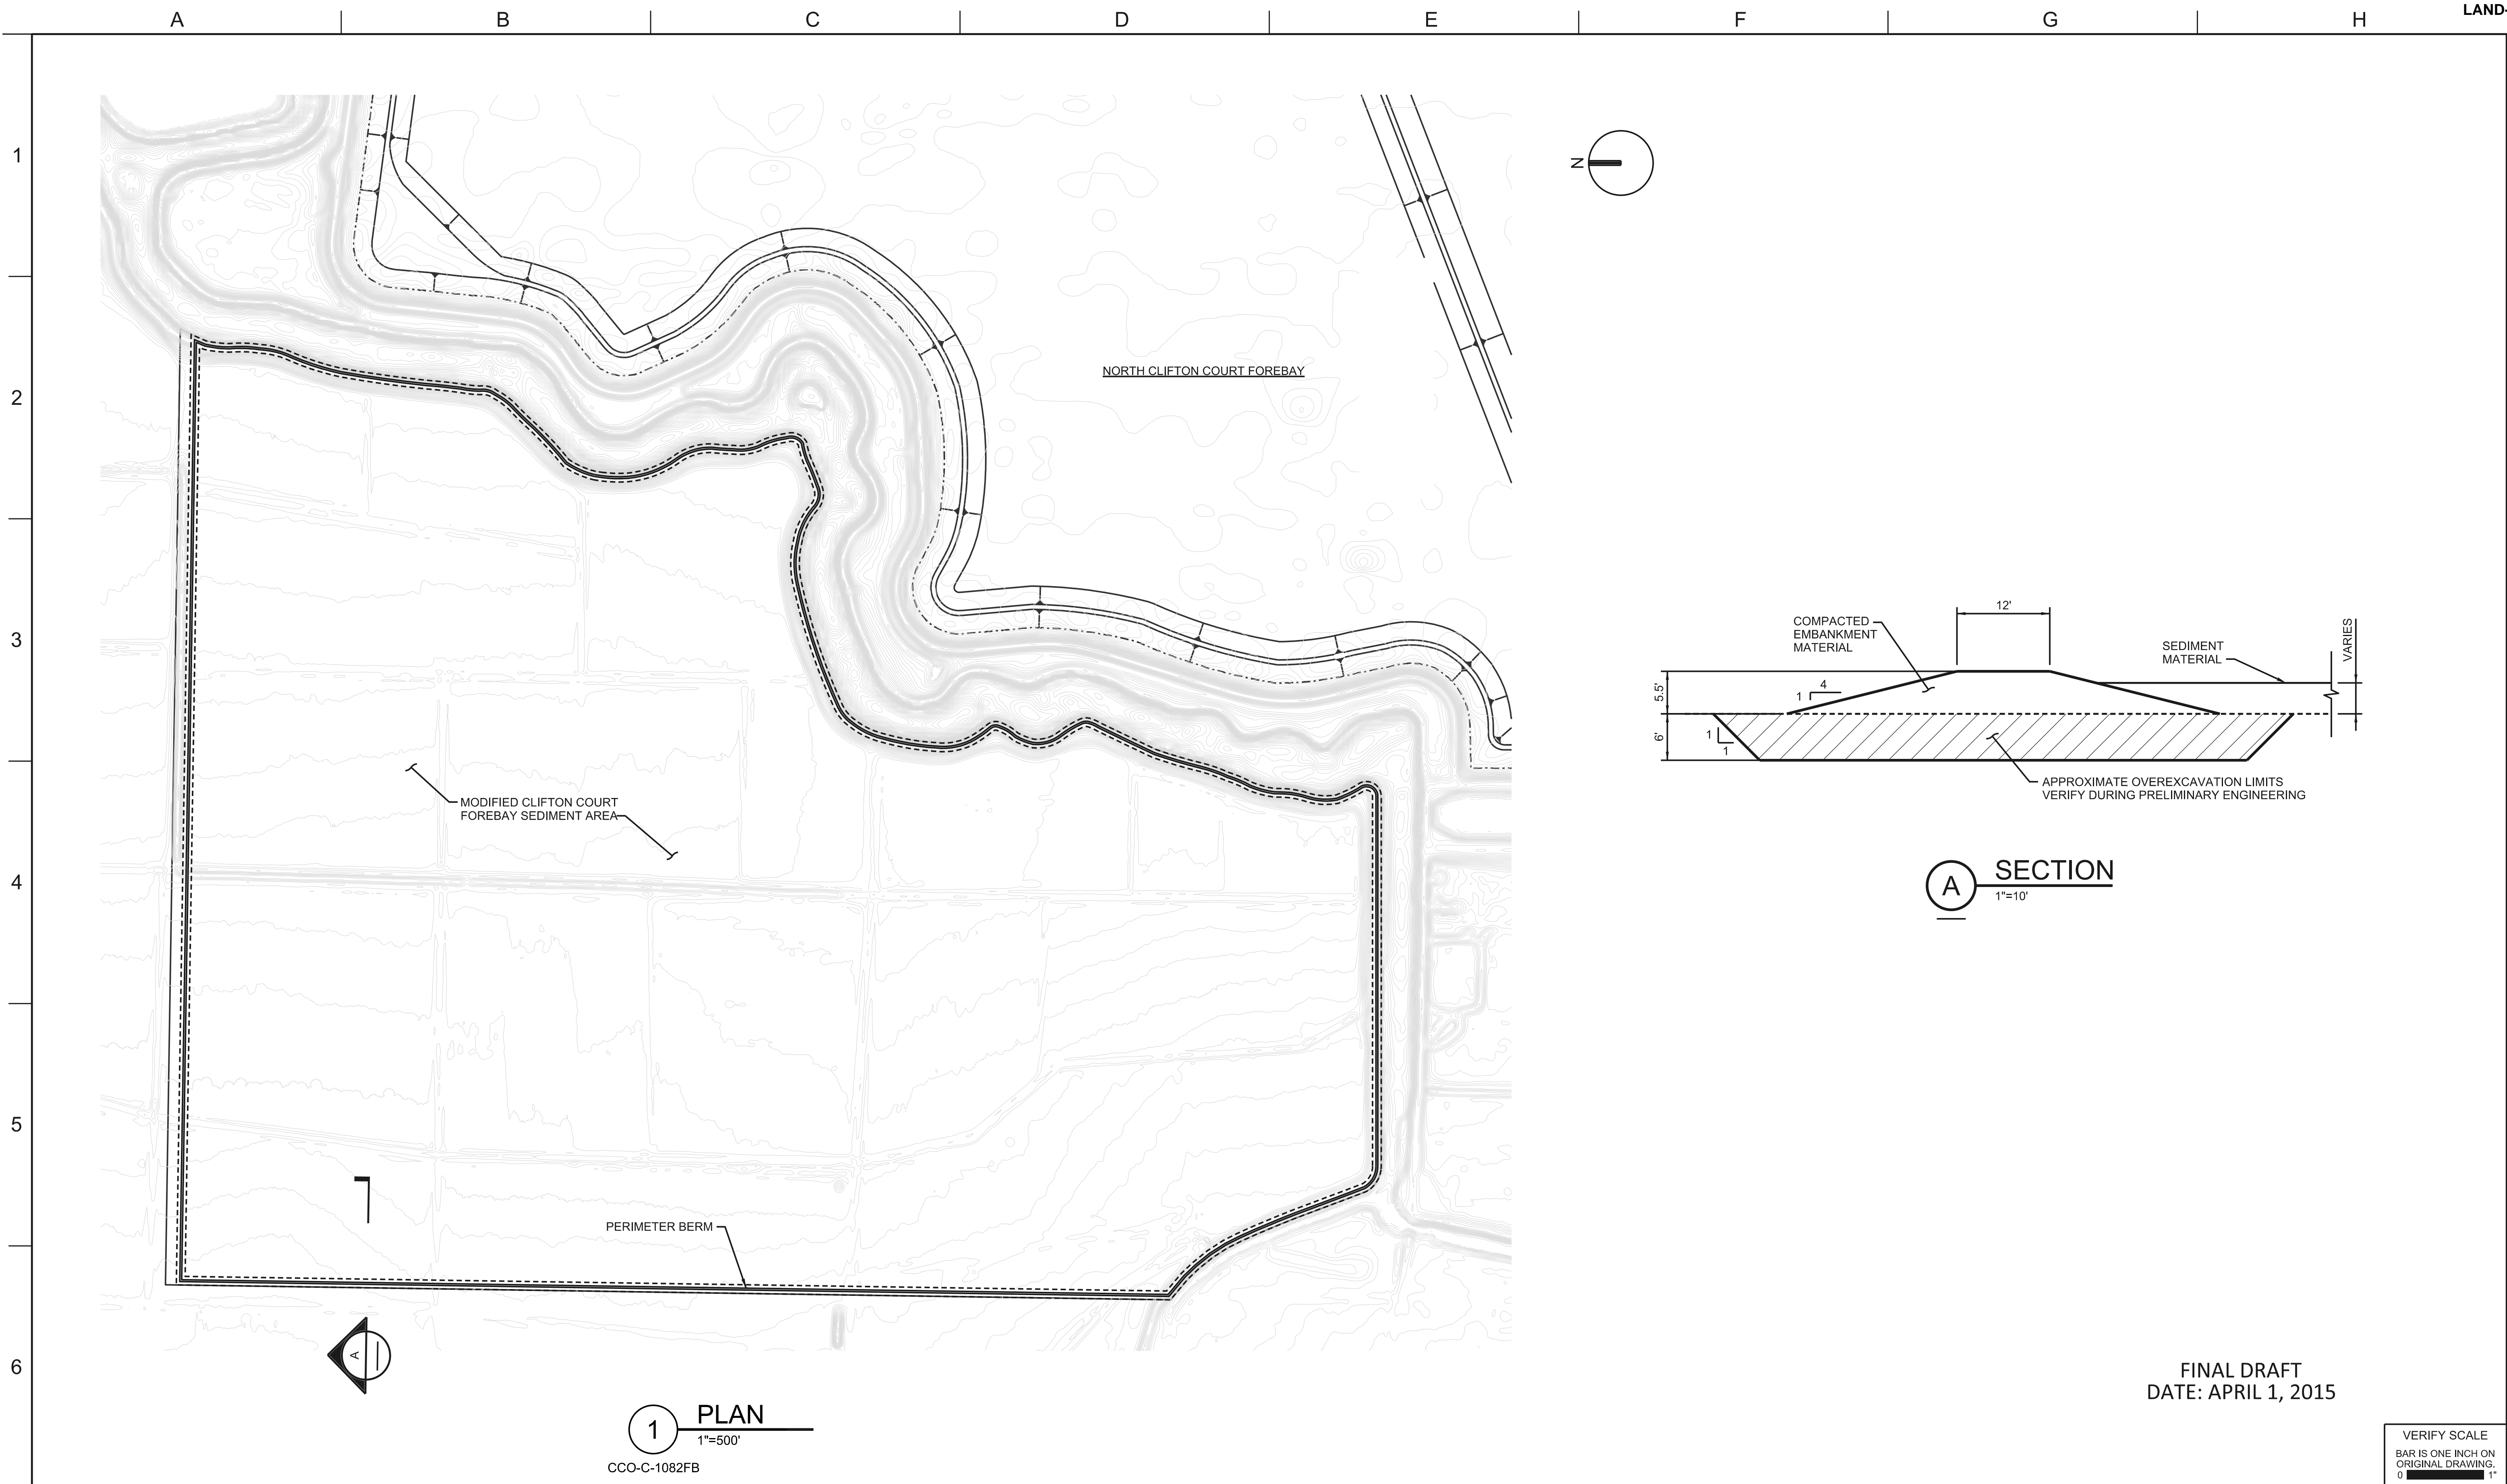 A B C D E F G H
LAND-
1
2
3
4
5
6
N
NORTH CLIFTON COURT FOREBAY
MODIFIED CLIFTON COURT
FOREBAY SEDIMENT AREA
PERIMETER BERM
A
1
PLAN
1"=500'
CCO-C-1082FB
12'
COMPACTED
EMBANKMENT
MATERIAL
SEDIMENT
MATERIAL
VARIES
4
1
5.5'
6'
1
1
APPROXIMATE OVEREXCAVATION LIMITS
VERIFY DURING PRELIMINARY ENGINEERING
A
SECTION
1"=10'
FINAL DRAFT
DATE: APRIL 1, 2015
VERIFY SCALE
BAR IS ONE INCH ON
ORIGINAL DRAWING.
0 1"